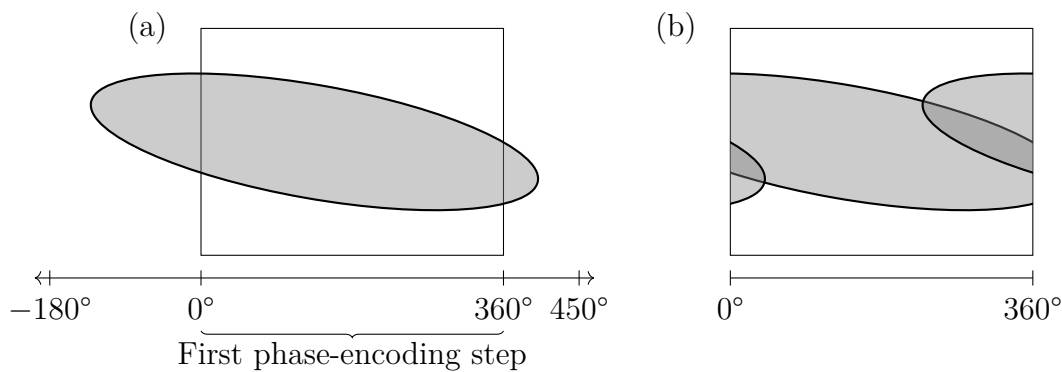 (a)
(b)
−180° 0° 360° 450°
0° 360°
First phase-encoding step